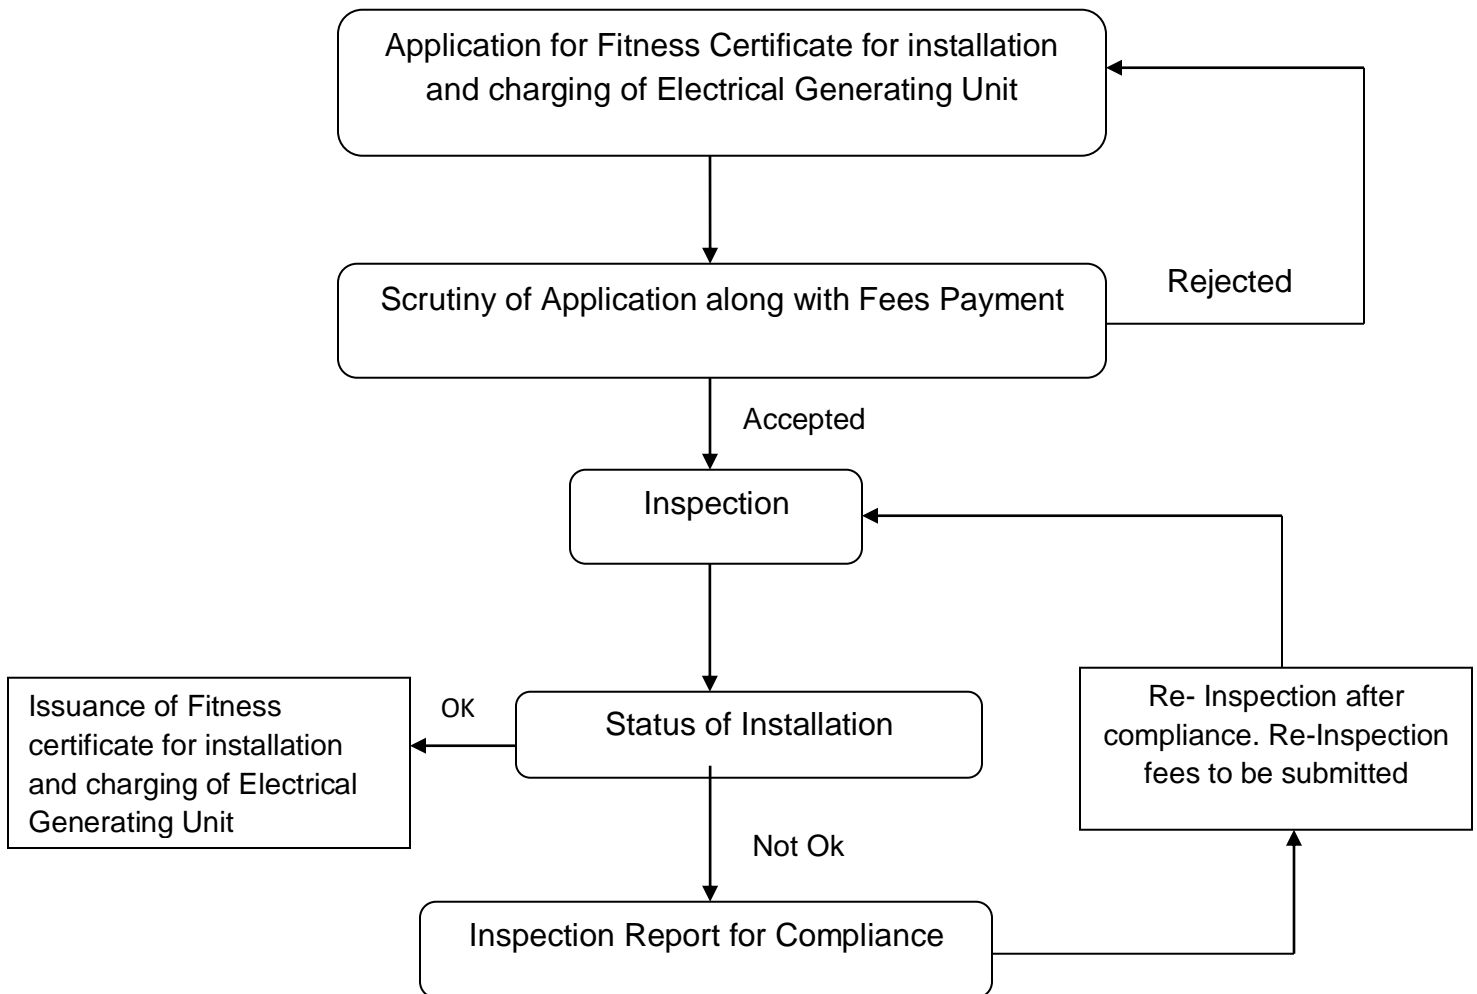 Application for Fitness Certificate for installation
and charging of Electrical Generating Unit
Rejected
Scrutiny of Application along with Fees Payment
Accepted
Inspection
Issuance of Fitness
certificate for installation
and charging of Electrical
Generating Unit
OK
Status of Installation
Re- Inspection after
compliance. Re-Inspection
fees to be submitted
Not Ok
Inspection Report for Compliance